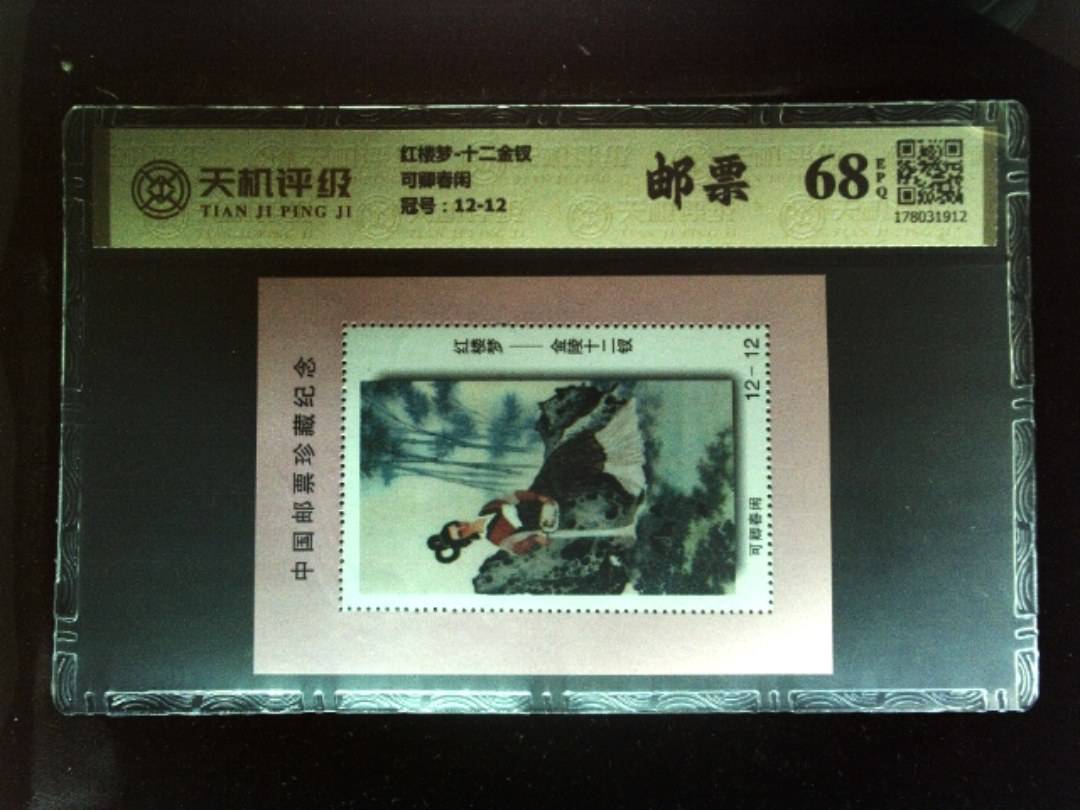 天机评级
TIAN JI PING JI
红楼梦-十二金钗
可卿春闲
冠号：12-12
邮票
68
EPQ
178031912
中国邮票珍藏纪念
红楼梦——金陵十二钗
12-12
可卿春闲